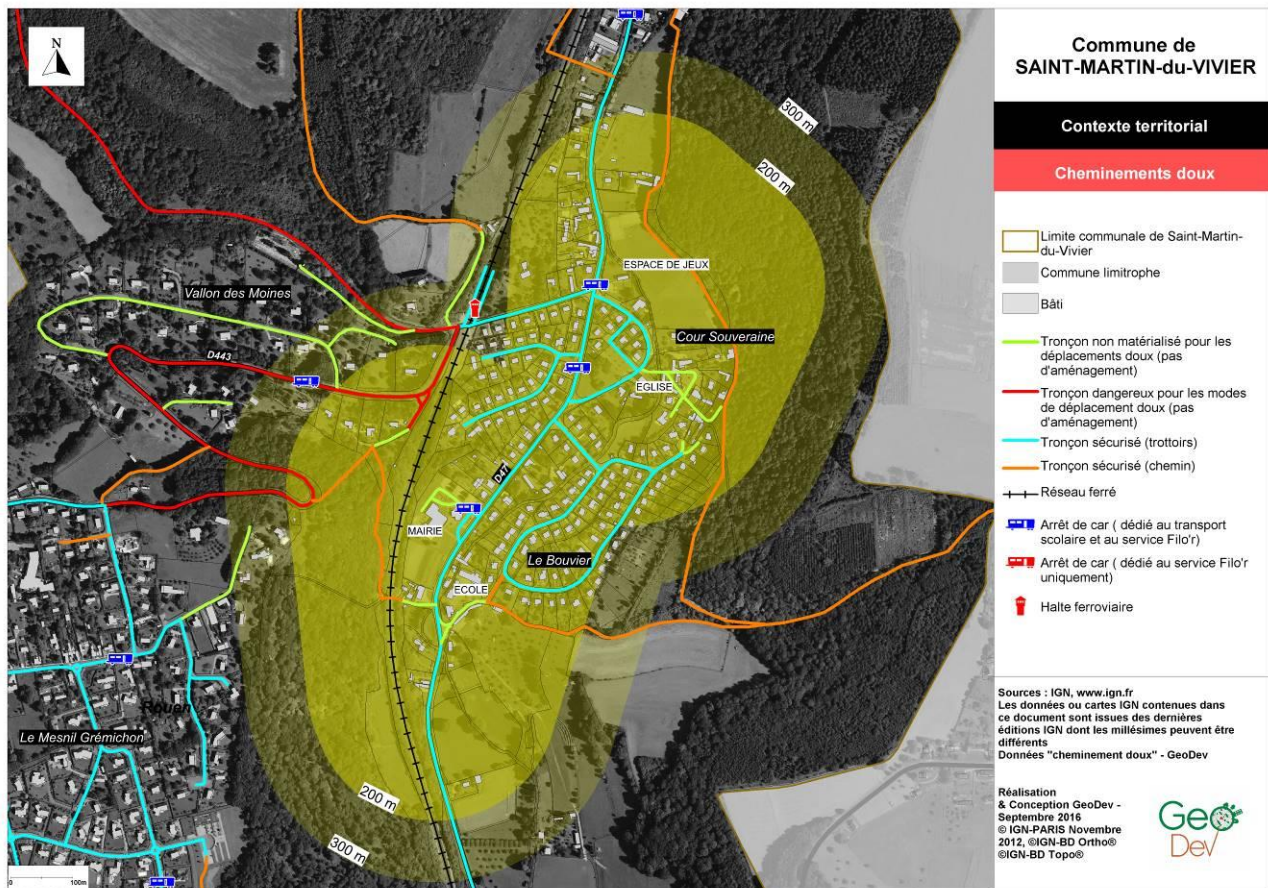 N
300 m
200 m
ESPACE DE JEUX
Vallon des Moines
Cour Souveraine
D443
EGLISE
D47
MAIRIE
Le Bouvier
ECOLE
Rouen
Le Mesnil Grémichon
200 m
300 m
0 100m
Commune de
SAINT-MARTIN-du-VIVIER
Contexte territorial
Cheminements doux
Limite communale de Saint-Martin-
du-Vivier
Commune limitrophe
Bâti
Tronçon non matérialisé pour les
déplacements doux (pas
d'aménagement)
Tronçon dangereux pour les modes
de déplacement doux (pas
d'aménagement)
Tronçon sécurisé (trottoirs)
Tronçon sécurisé (chemin)
Réseau ferré
Arrêt de car ( dédié au transport
scolaire et au service Filo'r)
Arrêt de car ( dédié au service Filo'r
uniquement)
Halte ferroviaire
Sources : IGN, www.ign.fr
Les données ou cartes IGN contenues dans
ce document sont issues des dernières
éditions IGN dont les millésimes peuvent être
différents
Données "cheminement doux" - GeoDev
Réalisation
& Conception GeoDev -
Septembre 2016
© IGN-PARIS Novembre
2012, ©IGN-BD Ortho®
©IGN-BD Topo®
Geo
Dev